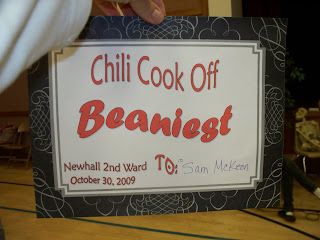 Chili Cook Off
Beaniest
Newhall 2nd Ward TO: Sam McKeon
October 30, 2009